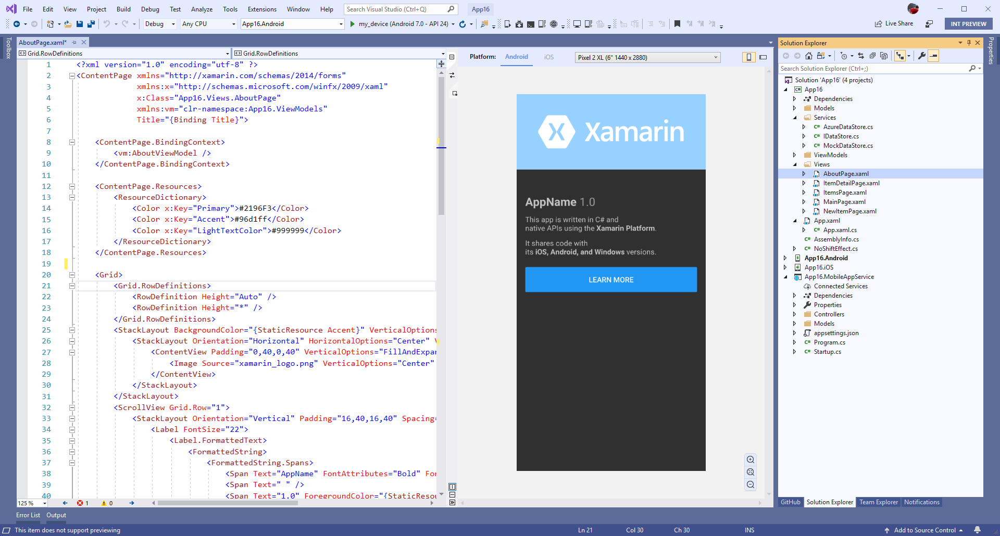 File Edit View Project Build Debug Test Analyze Tools Extensions Window Help Search Visual Studio (Ctrl+Q) App16
Debug Any CPU App16.Android my_device (Android 7.0 - API 24) Live Share INT PREVIEW
Toolbox
AboutPage.xaml*
Grid.RowDefinitions Grid.RowDefinitions
1 <?xml version="1.0" encoding="utf-8" ?>
2 <ContentPage xmlns="http://xamarin.com/schemas/2014/forms"
3 xmlns:x="http://schemas.microsoft.com/winfx/2009/xaml"
4 x:Class="App16.Views.AboutPage"
5 xmlns:vm="clr-namespace:App16.ViewModels"
6 Title="{Binding Title}">
7
8 <ContentPage.BindingContext>
9 <vm:AboutViewModel />
10 </ContentPage.BindingContext>
11
12 <ContentPage.Resources>
13 <ResourceDictionary>
14 <Color x:Key="Primary">#2196F3</Color>
15 <Color x:Key="Accent">#96d1ff</Color>
16 <Color x:Key="LightTextColor">#999999</Color>
17 </ResourceDictionary>
18 </ContentPage.Resources>
19
20 <Grid>
21 <Grid.RowDefinitions>
22 <RowDefinition Height="Auto" />
23 <RowDefinition Height="*" />
24 </Grid.RowDefinitions>
25 <StackLayout BackgroundColor="{StaticResource Accent}" VerticalOptions
26 <StackLayout Orientation="Horizontal" HorizontalOptions="Center" V
27 <ContentView Padding="0,40,0,40" VerticalOptions="FillAndExpan
28 <Image Source="xamarin_logo.png" VerticalOptions="Center"
29 </ContentView>
30 </StackLayout>
31 </StackLayout>
32 <ScrollView Grid.Row="1">
33 <StackLayout Orientation="Vertical" Padding="16,40,16,40" Spacing=
34 <Label FontSize="22">
35 <Label.FormattedText>
36 <FormattedString>
37 <FormattedString.Spans>
38 <Span Text="AppName" FontAttributes="Bold" For
39 <Span Text=" " />
40 <Span Text="1.0" ForegroundColor="{StaticResou
125 % 1 0
Platform: Android iOS Pixel 2 XL (6" 1440 x 2880)
X Xamarin
AppName 1.0
This app is written in C# and
native APIs using the Xamarin Platform.
It shares code with
its iOS, Android, and Windows versions.
LEARN MORE
Solution Explorer
Search Solution Explorer (Ctrl+;)
Solution 'App16' (4 projects)
C# App16
Dependencies
Models
Services
C# AzureDataStore.cs
C# IDataStore.cs
C# MockDataStore.cs
ViewModels
Views
AboutPage.xaml
ItemDetailPage.xaml
ItemsPage.xaml
MainPage.xaml
NewItemPage.xaml
App.xaml
C# App.xaml.cs
C# AssemblyInfo.cs
C# NoShiftEffect.cs
App16.Android
App16.iOS
App16.MobileAppService
Connected Services
Dependencies
Properties
Controllers
Models
appsettings.json
C# Program.cs
C# Startup.cs
GitHub Solution Explorer Team Explorer Notifications
Properties
Error List Output
This item does not support previewing Ln 21 Col 30 Ch 30 INS Add to Source Control